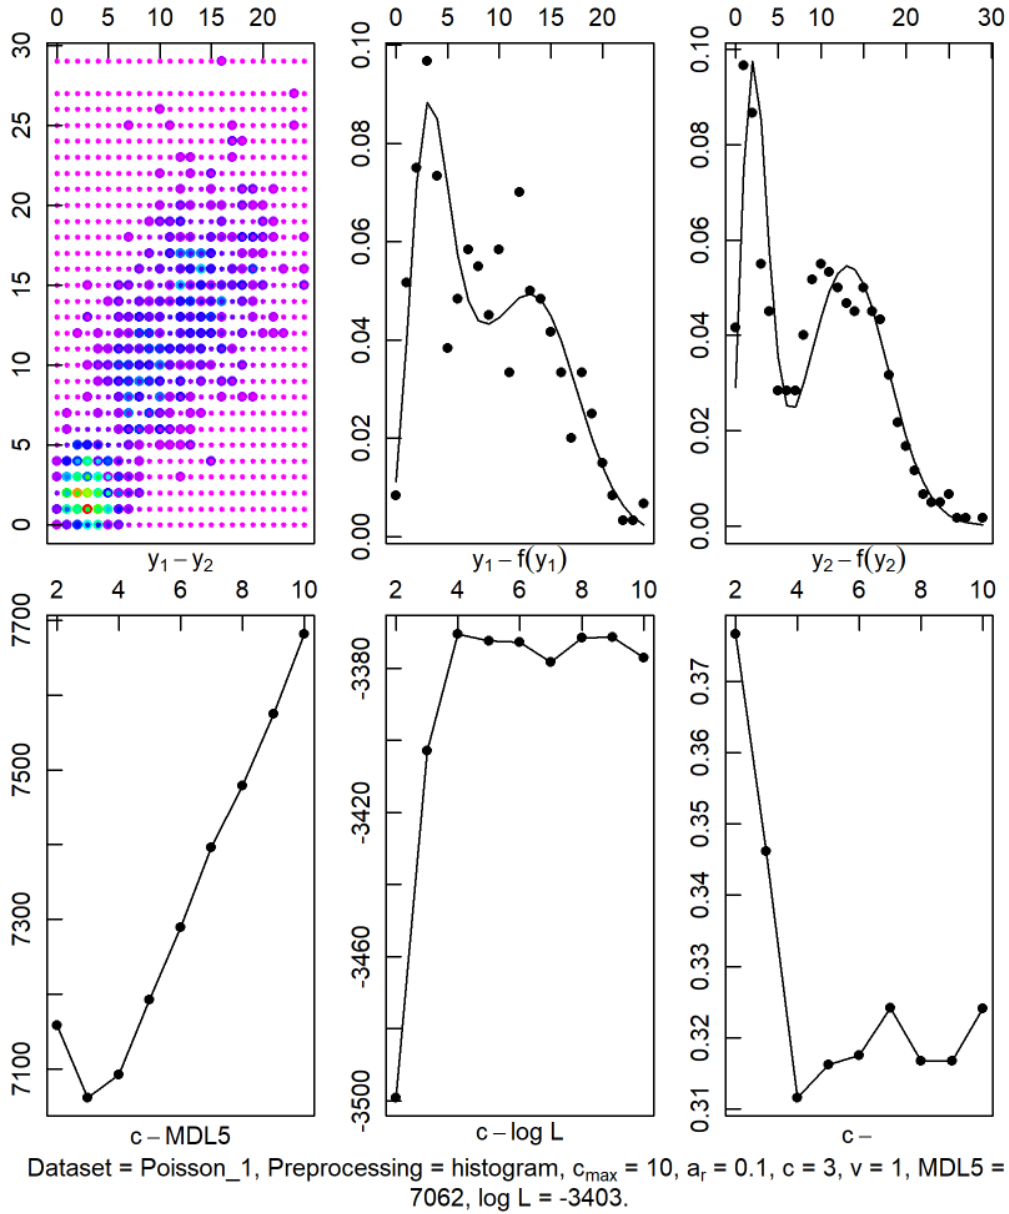 0 5 10 15 20
0 5 10 15 20
0 5 10 15 20 30
30
25
20
15
10
5
0
0.10
0.08
0.06
0.04
0.02
0.00
0.10
0.08
0.06
0.04
0.02
0.00
y₁ – y₂
y₁ – f(y₁)
y₂ – f(y₂)
2 4 6 8 10
2 4 6 8 10
2 4 6 8 10
7700
7500
7300
7100
-3380
-3420
-3460
-3500
0.37
0.36
0.35
0.34
0.33
0.32
0.31
c – MDL5
c – log L
c –
Dataset = Poisson_1, Preprocessing = histogram, cmax = 10, ar = 0.1, c = 3, v = 1, MDL5 =
7062, log L = -3403.